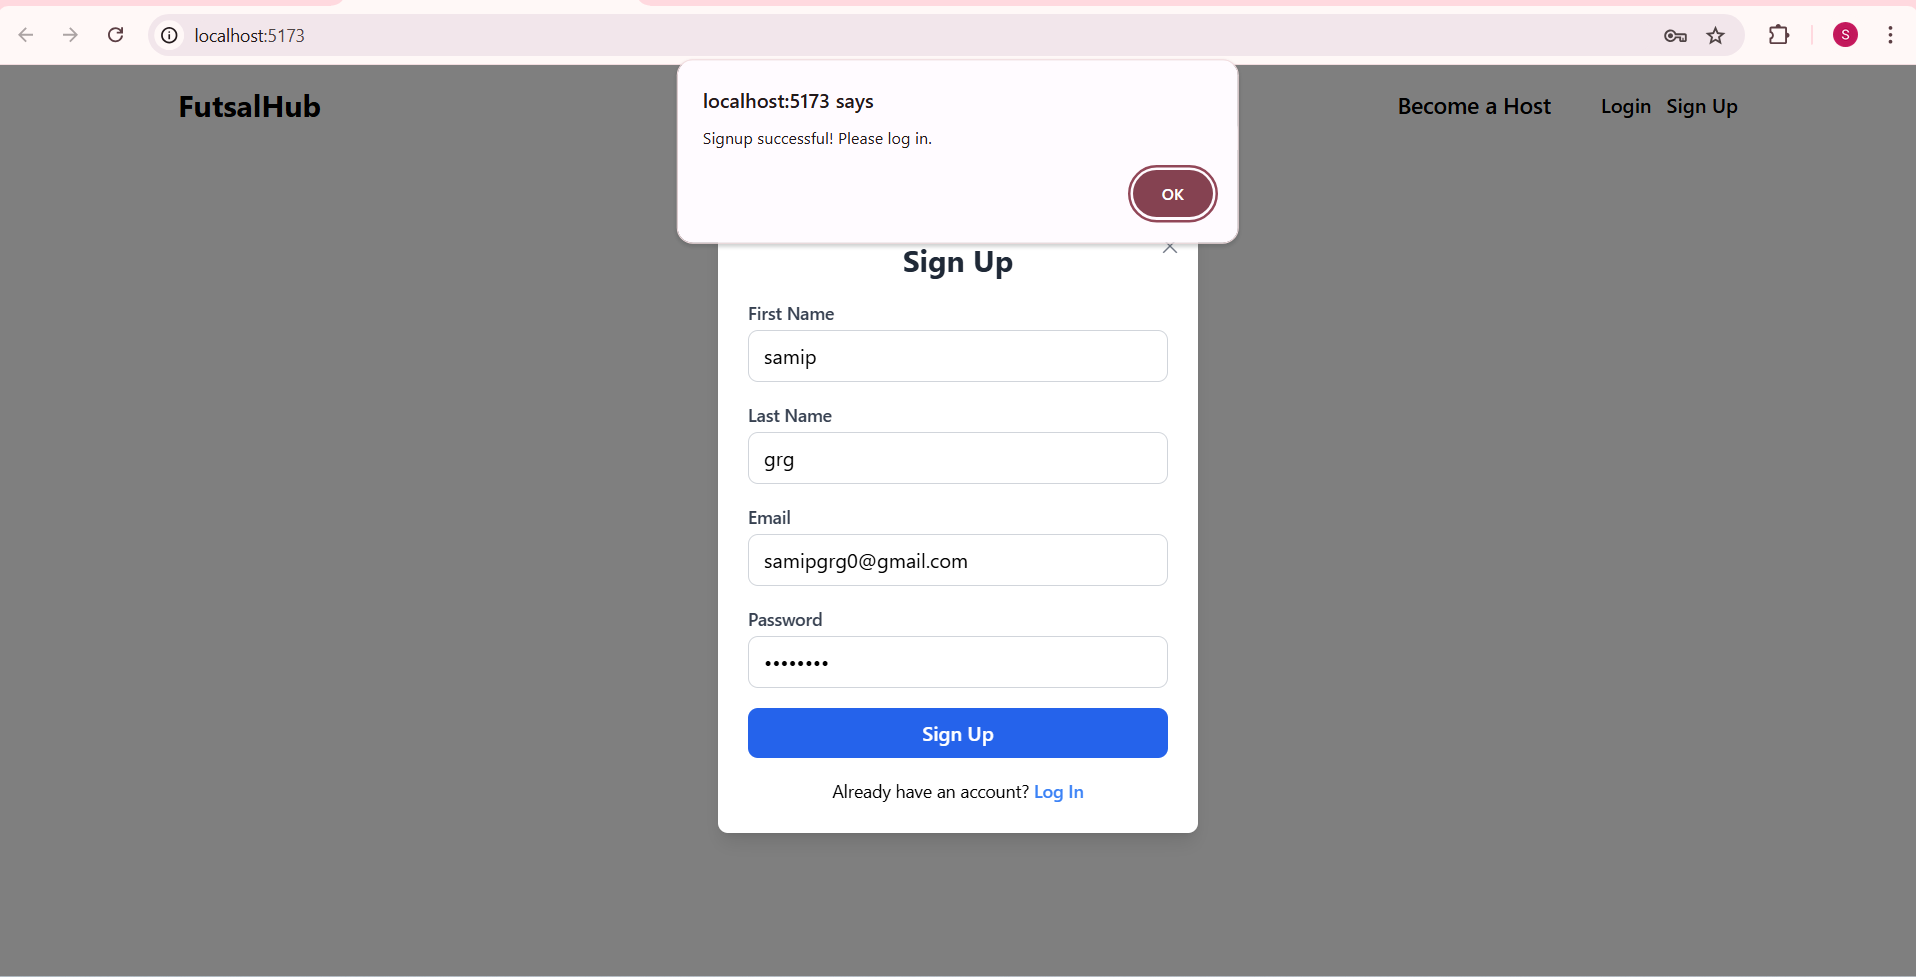 localhost:5173
S
FutsalHub
Become a Host
Login
Sign Up
localhost:5173 says
Signup successful! Please log in.
OK
Sign Up
First Name
samip
Last Name
grg
Email
samipgrg0@gmail.com
Password
••••••••
Sign Up
Already have an account? Log In